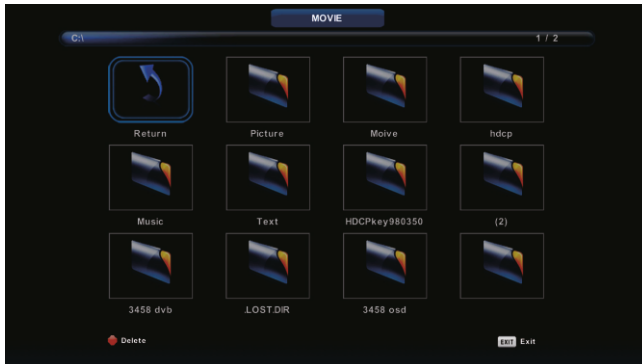 MOVIE
C:\ 1 / 2
Return Picture Moive hdcp
Music Text HDCPkey980350 (2)
3458 dvb .LOST.DIR 3458 osd
Delete EXIT Exit